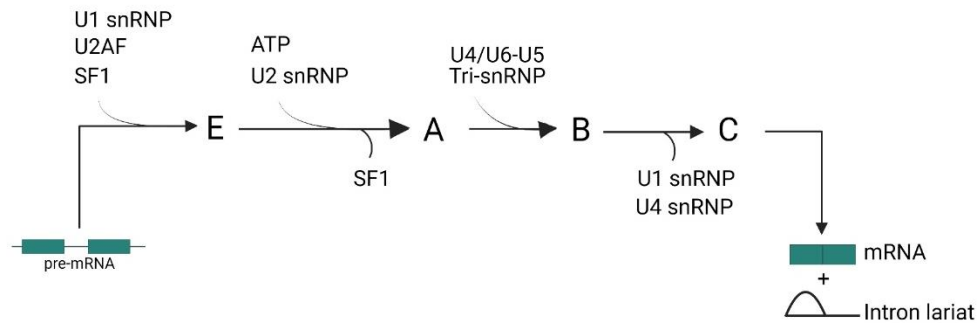 U1 snRNP
U2AF
SF1
ATP
U2 snRNP
U4/U6-U5
Tri-snRNP
E
A
B
C
SF1
U1 snRNP
U4 snRNP
pre-mRNA
mRNA
+
Intron lariat